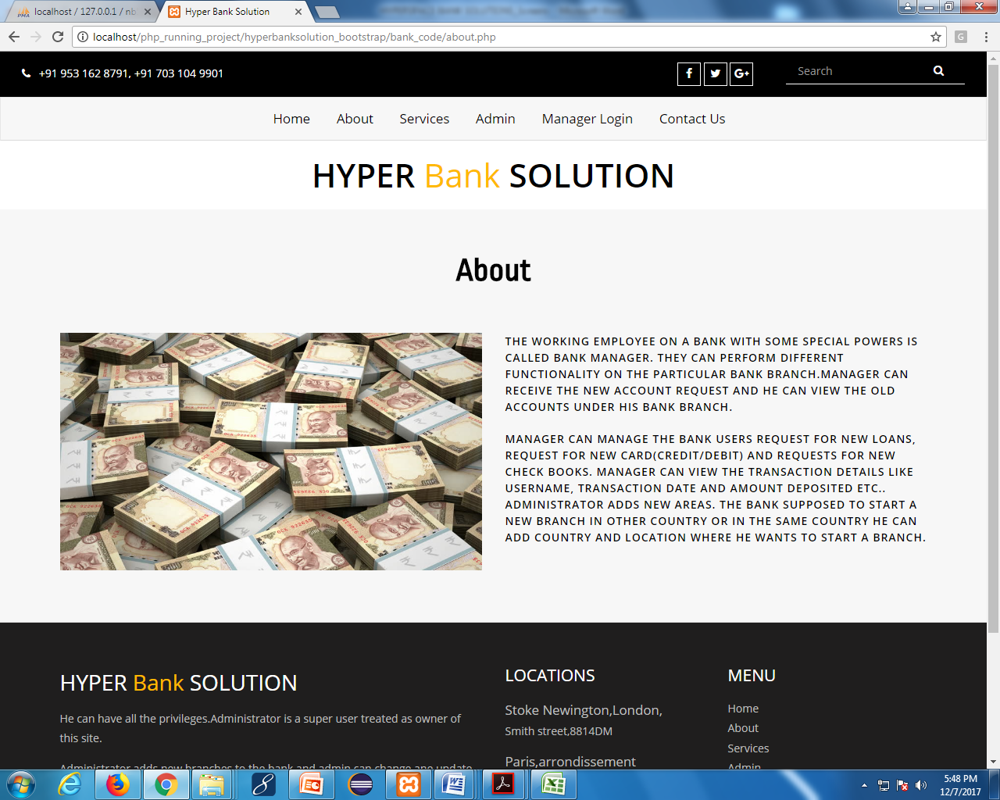 localhost / 127.0.0.1 / nb
Hyper Bank Solution
localhost/php_running_project/hyperbanksolution_bootstrap/bank_code/about.php
+91 953 162 8791, +91 703 104 9901
Search
Home About Services Admin Manager Login Contact Us
HYPER Bank SOLUTION
About
THE WORKING EMPLOYEE ON A BANK WITH SOME SPECIAL POWERS IS
CALLED BANK MANAGER. THEY CAN PERFORM DIFFERENT
FUNCTIONALITY ON THE PARTICULAR BANK BRANCH.MANAGER CAN
RECEIVE THE NEW ACCOUNT REQUEST AND HE CAN VIEW THE OLD
ACCOUNTS UNDER HIS BANK BRANCH.
MANAGER CAN MANAGE THE BANK USERS REQUEST FOR NEW LOANS,
REQUEST FOR NEW CARD(CREDIT/DEBIT) AND REQUESTS FOR NEW
CHECK BOOKS. MANAGER CAN VIEW THE TRANSACTION DETAILS LIKE
USERNAME, TRANSACTION DATE AND AMOUNT DEPOSITED ETC..
ADMINISTRATOR ADDS NEW AREAS. THE BANK SUPPOSED TO START A
NEW BRANCH IN OTHER COUNTRY OR IN THE SAME COUNTRY HE CAN
ADD COUNTRY AND LOCATION WHERE HE WANTS TO START A BRANCH.
HYPER Bank SOLUTION
He can have all the privileges.Administrator is a super user treated as owner of
this site.
Administrator adds new branches to the bank and admin can change ane update
LOCATIONS
Stoke Newington,London,
Smith street,8814DM
Paris,arrondissement
MENU
Home
About
Services
Admin
5:48 PM
12/7/2017